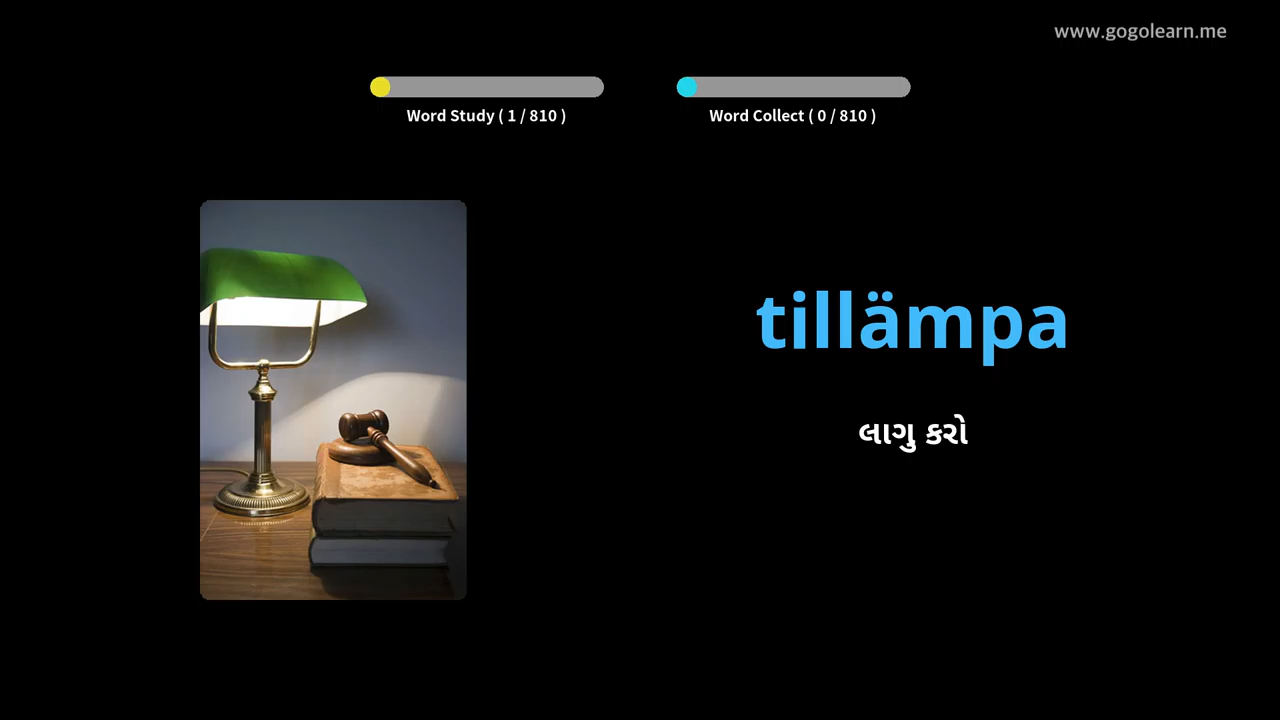 www.gogolearn.me
Word Study ( 1 / 810 )
Word Collect ( 0 / 810 )
tillämpa
લાગુ કરો